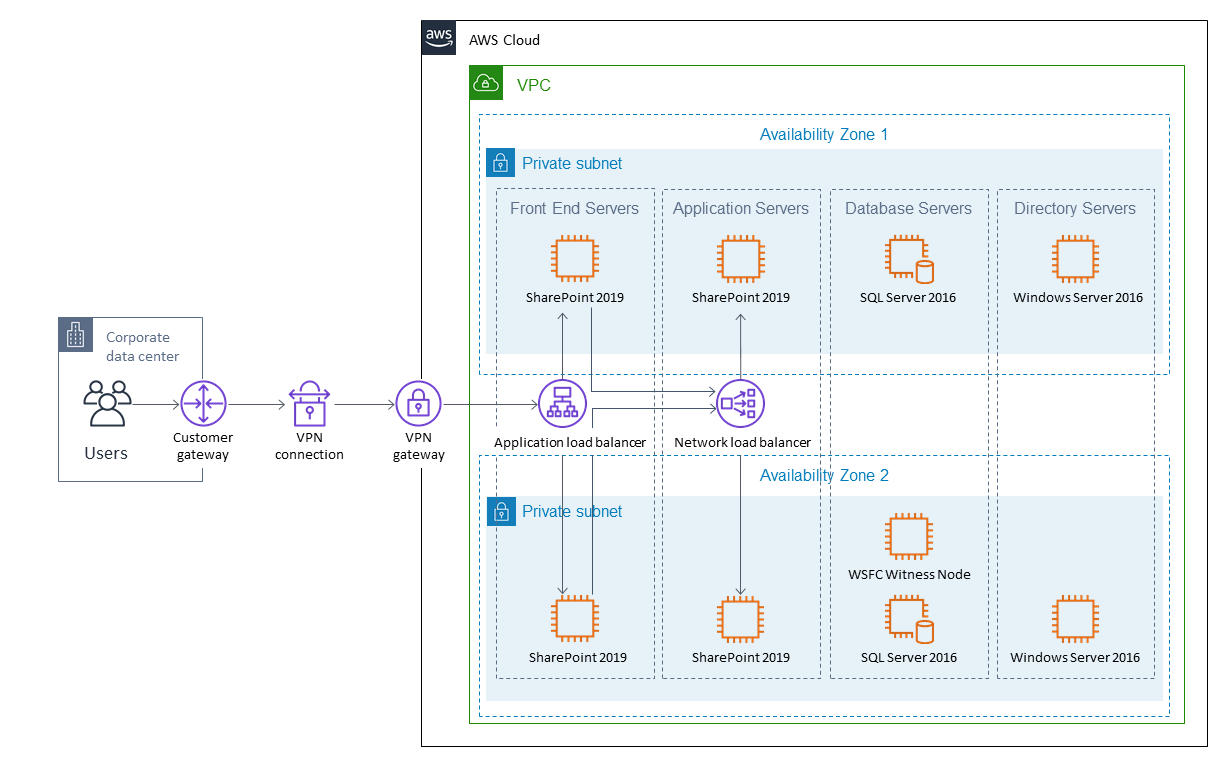 aws
AWS Cloud
VPC
Availability Zone 1
Private subnet
Front End Servers
Application Servers
Database Servers
Directory Servers
SharePoint 2019
SharePoint 2019
SQL Server 2016
Windows Server 2016
Corporate
data center
Users
Customer
gateway
VPN
connection
VPN
gateway
Application load balancer
Network load balancer
Availability Zone 2
Private subnet
WSFC Witness Node
SharePoint 2019
SharePoint 2019
SQL Server 2016
Windows Server 2016